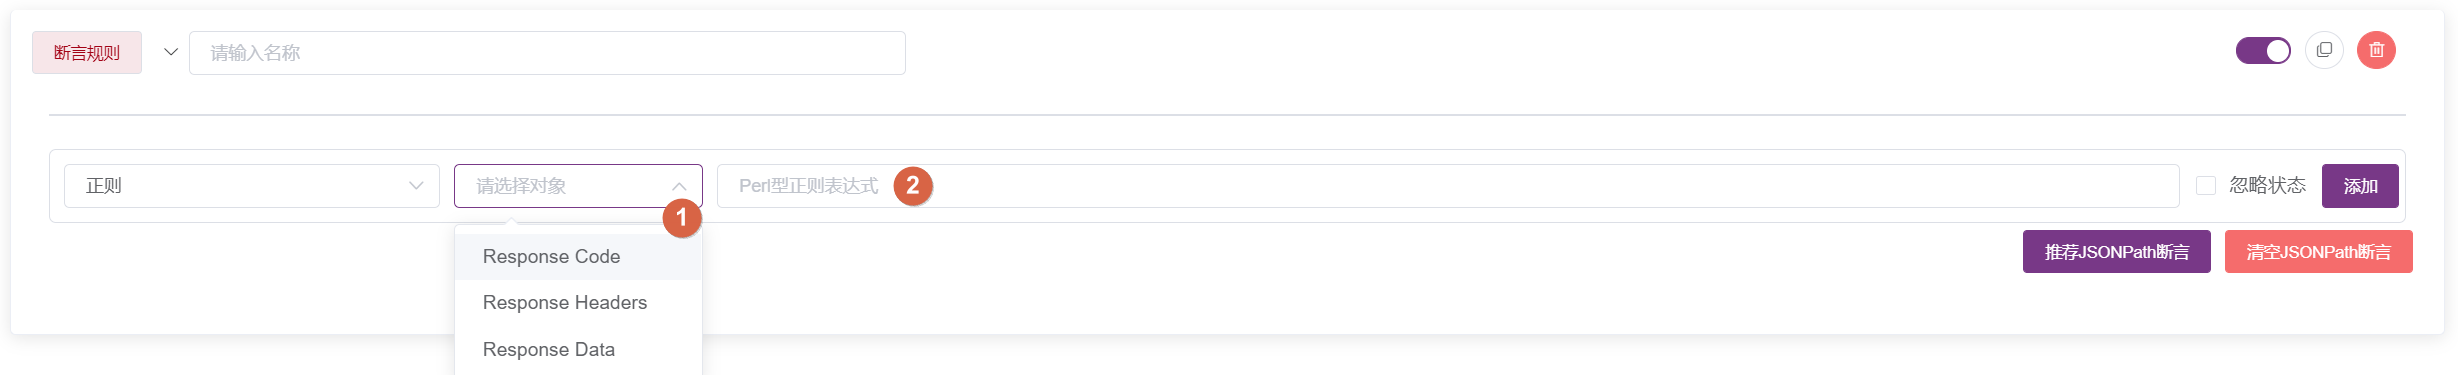 断言规则
请输入名称
正则
请选择对象
Perl型正则表达式
2
忽略状态
添加
1
Response Code
Response Headers
Response Data
推荐JSONPath断言
清空JSONPath断言